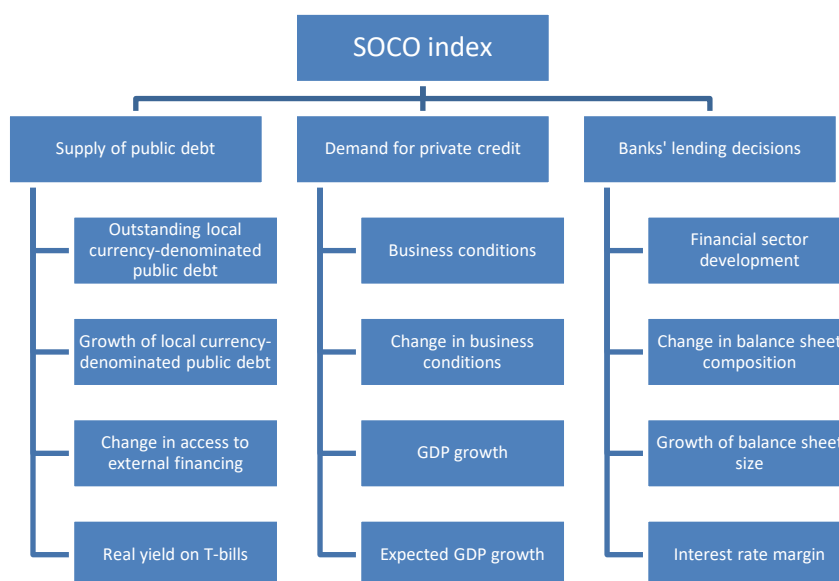 SOCO index
Supply of public debt
Demand for private credit
Banks' lending decisions
Outstanding local
currency-denominated
public debt
Growth of local currency-
denominated public debt
Change in access to
external financing
Real yield on T-bills
Business conditions
Change in business
conditions
GDP growth
Expected GDP growth
Financial sector
development
Change in balance sheet
composition
Growth of balance sheet
size
Interest rate margin